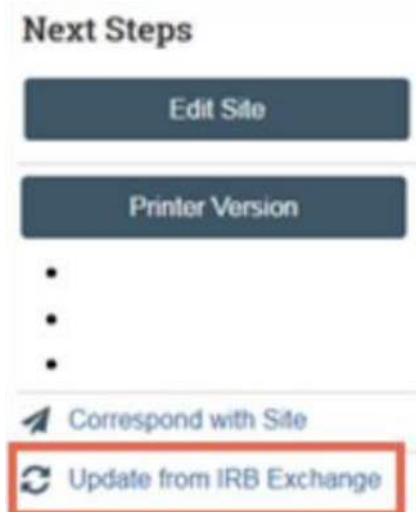 Next Steps
Edit Site
Printer Version
Correspond with Site
Update from IRB Exchange